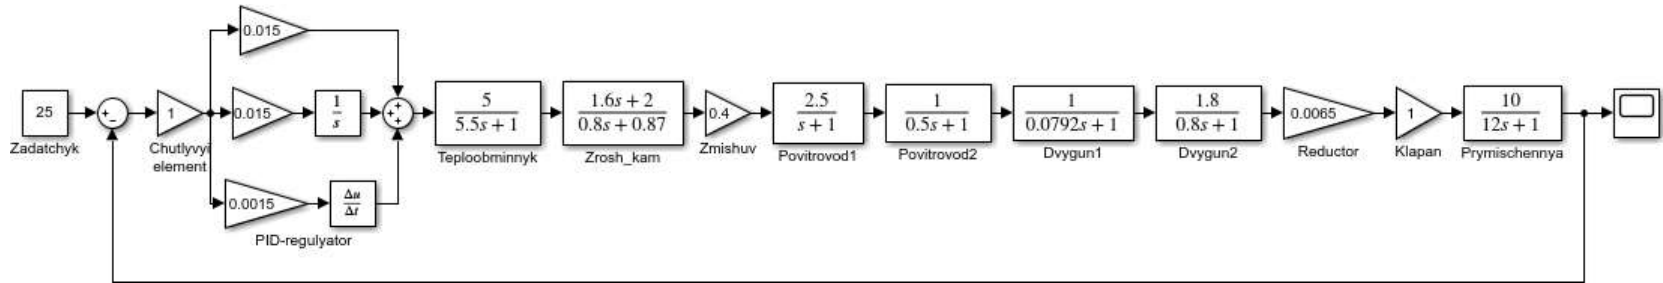 0.015
25
Zadatchyk
+
−
1
Chutlyvyi
element
0.015
1
s
+
+
+
0.0015
Δu
Δt
PID-regulyator
5
5.5s + 1
Teploobminnyk
1.6s + 2
0.8s + 0.87
Zrosh_kam
0.4
Zmishuv
2.5
s + 1
Povitrovod1
1
0.5s + 1
Povitrovod2
1
0.0792s + 1
Dvygun1
1.8
0.8s + 1
Dvygun2
0.0065
Reductor
1
Klapan
10
12s + 1
Prymischennya